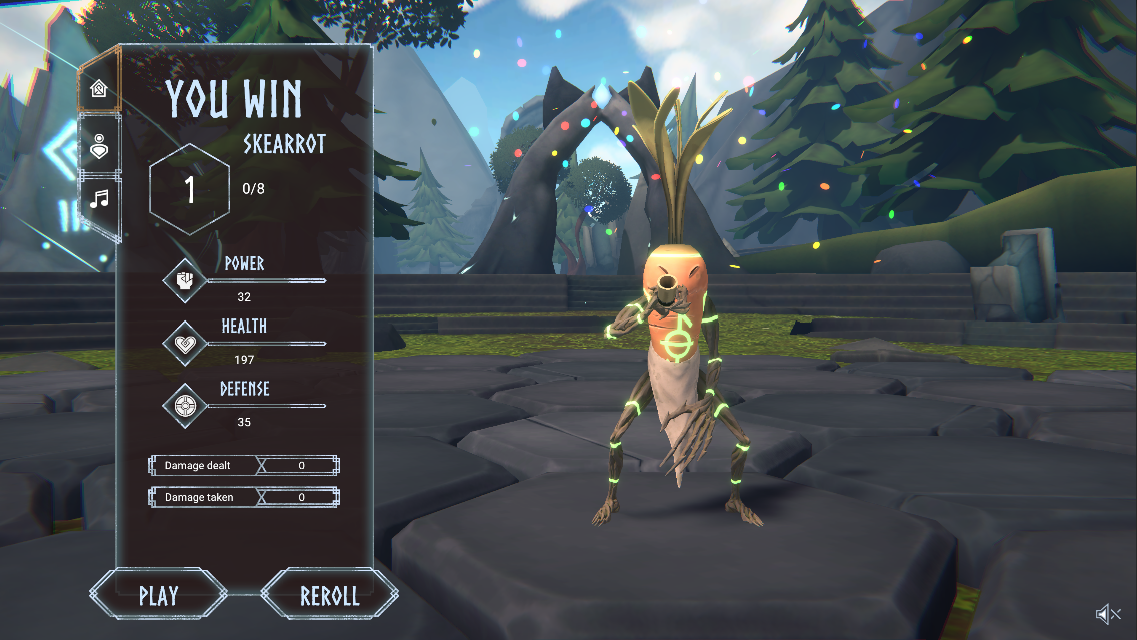 YOU WIN
SKEARROT
1
0/8
POWER
32
HEALTH
197
DEFENSE
35
Damage dealt 0
Damage taken 0
PLAY
REROLL